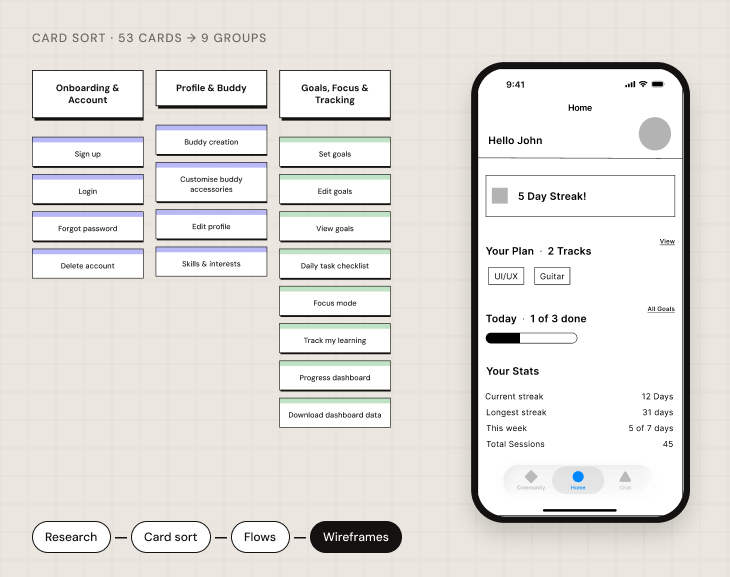 CARD SORT · 53 CARDS → 9 GROUPS
Onboarding &
Account
Sign up
Login
Forgot password
Delete account
Profile & Buddy
Buddy creation
Customise buddy
accessories
Edit profile
Skills & interests
Goals, Focus &
Tracking
Set goals
Edit goals
View goals
Daily task checklist
Focus mode
Track my learning
Progress dashboard
Download dashboard data
Research
Card sort
Flows
Wireframes
9:41
Home
Hello John
5 Day Streak!
View
Your Plan · 2 Tracks
UI/UX Guitar
All Goals
Today · 1 of 3 done
Your Stats
Current streak 12 Days
Longest streak 31 days
This week 5 of 7 days
Total Sessions 45
Community Home Chat